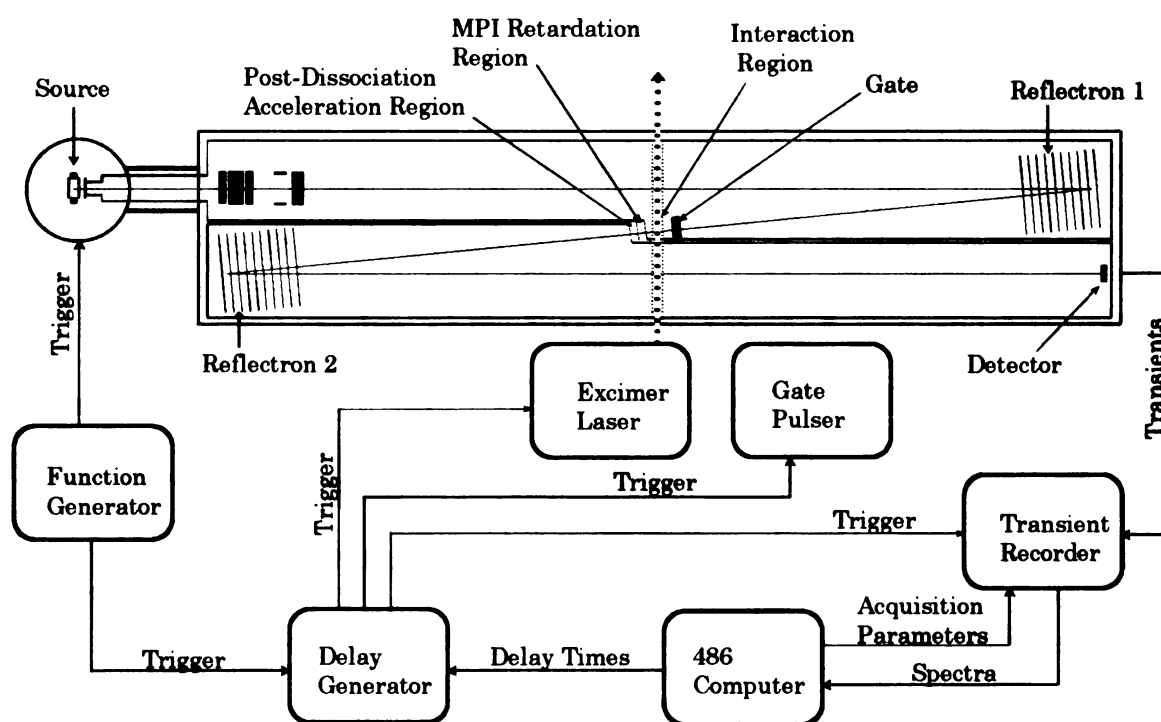 MPI Retardation
Region
Interaction
Region
Post-Dissociation
Acceleration Region
Gate
Source
Reflectron 1
Trigger
Reflectron 2
Detector
Transients
Excimer
Laser
Gate
Pulser
Function
Generator
Trigger
Trigger
Trigger
Transient
Recorder
Acquisition
Parameters
Trigger
Delay
Generator
Delay Times
486
Computer
Spectra